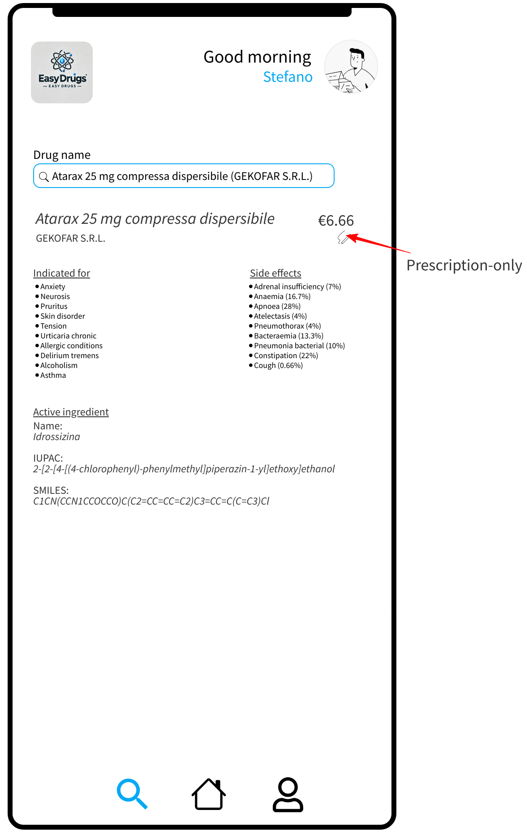 Good morning
Stefano
EasyDrugs
— EASY DRUGS —
Drug name
Atarax 25 mg compressa dispersibile (GEKOFAR S.R.L.)
Atarax 25 mg compressa dispersibile
€6.66
GEKOFAR S.R.L.
Prescription-only
Indicated for
• Anxiety
• Neurosis
• Pruritus
• Skin disorder
• Tension
• Urticaria chronic
• Allergic conditions
• Delirium tremens
• Alcoholism
• Asthma
Side effects
• Adrenal insufficiency (7%)
• Anaemia (16.7%)
• Apnoea (28%)
• Atelectasis (4%)
• Pneumothorax (4%)
• Bacteraemia (13.3%)
• Pneumonia bacterial (10%)
• Constipation (22%)
• Cough (0.66%)
Active ingredient
Name:
Idrossizina
IUPAC:
2-[2-[4-[(4-chlorophenyl)-phenylmethyl]piperazin-1-yl]ethoxy]ethanol
SMILES:
C1CN(CCN1CCOCCO)C(C2=CC=CC=C2)C3=CC=C(C=C3)Cl